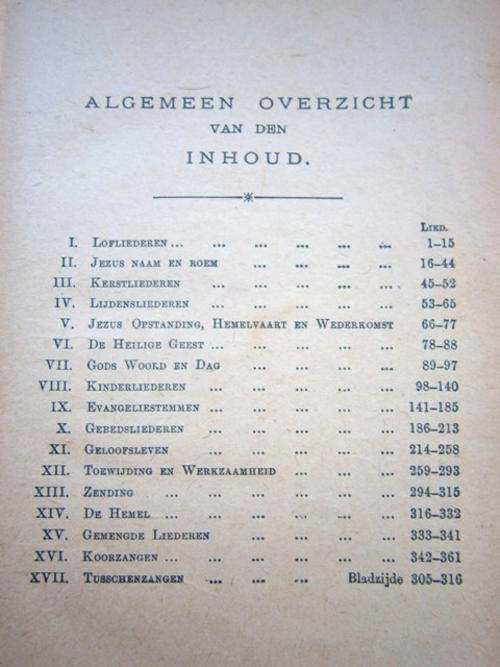 ALGEMEEN OVERZICHT
VAN DEN
INHOUD.
LIED.
I. LOFLIEDEREN ... ... ... ... ... ... 1–15
II. JEZUS NAAM EN ROEM ... ... ... ... 16–44
III. KERSTLIEDEREN ... ... ... ... ... 45–52
IV. LIJDENSLIEDEREN ... ... ... ... ... 53–65
V. JEZUS OPSTANDING, HEMELVAART EN WEDERKOMST 66–77
VI. DE HEILIGE GEEST ... ... ... ... ... 78–88
VII. GODS WOORD EN DAG ... ... ... ... 89–97
VIII. KINDERLIEDEREN ... ... ... ... ... 98–140
IX. EVANGELIESTEMMEN ... ... ... ... ... 141–185
X. GEBEDSLIEDEREN ... ... ... ... ... 186–213
XI. GELOOFSLEVEN ... ... ... ... ... 214–258
XII. TOEWIJDING EN WERKZAAMHEID ... ... ... 259–293
XIII. ZENDING ... ... ... ... ... ... 294–315
XIV. DE HEMEL ... ... ... ... ... ... 316–332
XV. GEMENGDE LIEDEREN ... ... ... ... 333–341
XVI. KOORZANGEN ... ... ... ... ... ... 342–361
XVII. TUSSCHENZANGEN ... ... ... Bladzijde 305–316